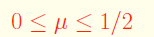 0 ≤ μ ≤ 1/2